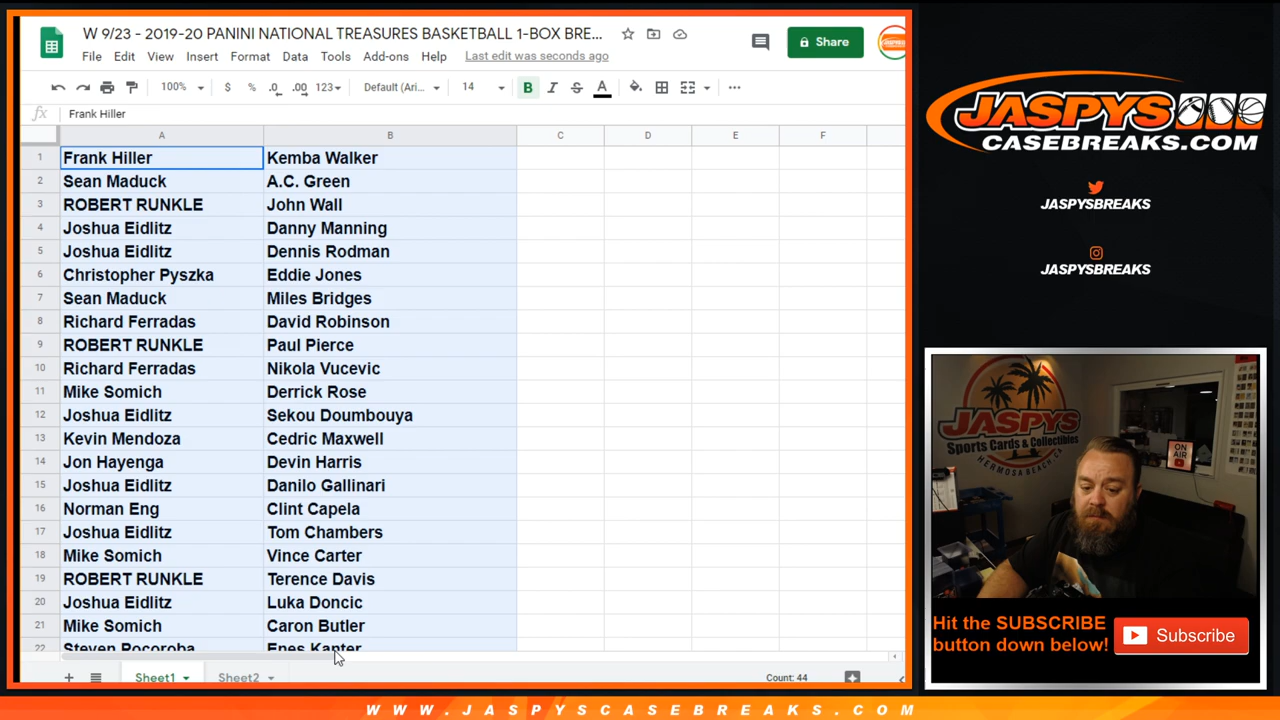 W 9/23 - 2019-20 PANINI NATIONAL TREASURES BASKETBALL 1-BOX BRE...
File Edit View Insert Format Data Tools Add-ons Help Last edit was seconds ago
Share
100% $ % .0 .00 123 Default (Ari... 14 B I S A
fx Frank Hiller
A B C D E F
1 Frank Hiller Kemba Walker
2 Sean Maduck A.C. Green
3 ROBERT RUNKLE John Wall
4 Joshua Eidlitz Danny Manning
5 Joshua Eidlitz Dennis Rodman
6 Christopher Pyszka Eddie Jones
7 Sean Maduck Miles Bridges
8 Richard Ferradas David Robinson
9 ROBERT RUNKLE Paul Pierce
10 Richard Ferradas Nikola Vucevic
11 Mike Somich Derrick Rose
12 Joshua Eidlitz Sekou Doumbouya
13 Kevin Mendoza Cedric Maxwell
14 Jon Hayenga Devin Harris
15 Joshua Eidlitz Danilo Gallinari
16 Norman Eng Clint Capela
17 Joshua Eidlitz Tom Chambers
18 Mike Somich Vince Carter
19 ROBERT RUNKLE Terence Davis
20 Joshua Eidlitz Luka Doncic
21 Mike Somich Caron Butler
22 Steven Pocoroba Enes Kanter
Sheet1 Sheet2 Count: 44
JASPYS
CASEBREAKS.COM
JASPYSBREAKS
JASPYSBREAKS
JASPYS
Sports Cards & Collectibles
HERMOSA BEACH, CA
ON
AIR
Hit the SUBSCRIBE
button down below!
Subscribe
WWW.JASPYSCASEBREAKS.COM